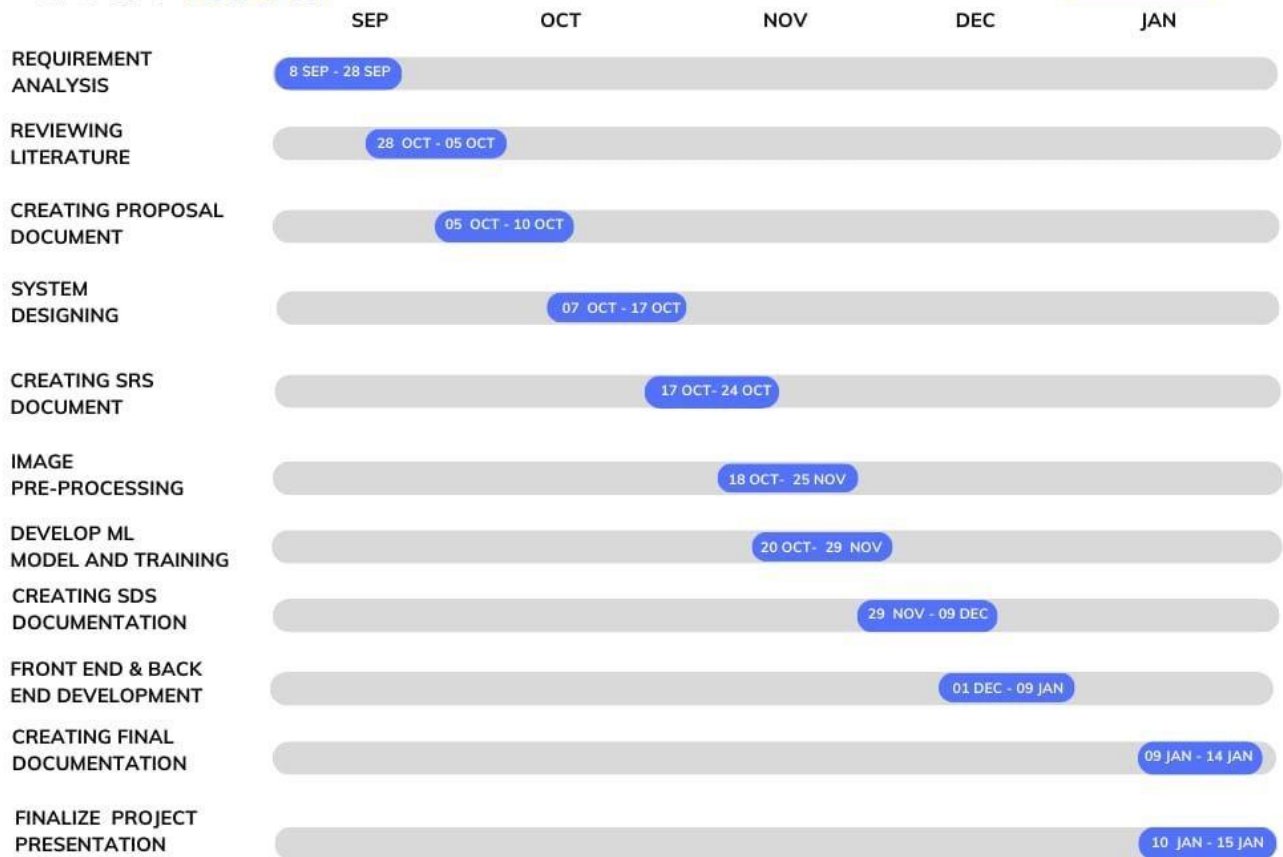 SEP OCT NOV DEC JAN
REQUIREMENT
ANALYSIS
8 SEP - 28 SEP
REVIEWING
LITERATURE
28 OCT - 05 OCT
CREATING PROPOSAL
DOCUMENT
05 OCT - 10 OCT
SYSTEM
DESIGNING
07 OCT - 17 OCT
CREATING SRS
DOCUMENT
17 OCT- 24 OCT
IMAGE
PRE-PROCESSING
18 OCT- 25 NOV
DEVELOP ML
MODEL AND TRAINING
20 OCT- 29 NOV
CREATING SDS
DOCUMENTATION
29 NOV - 09 DEC
FRONT END & BACK
END DEVELOPMENT
01 DEC - 09 JAN
CREATING FINAL
DOCUMENTATION
09 JAN - 14 JAN
FINALIZE PROJECT
PRESENTATION
10 JAN - 15 JAN